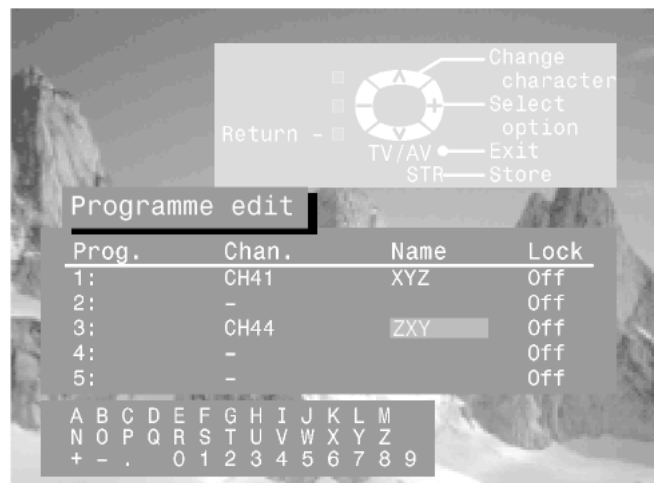 Change
character
Select
option
Return -
TV/AV Exit
STR Store
Programme edit
Prog. Chan. Name Lock
1: CH41 XYZ Off
2: - Off
3: CH44 ZXY Off
4: - Off
5: - Off
A B C D E F G H I J K L M
N O P Q R S T U V W X Y Z
+ - . 0 1 2 3 4 5 6 7 8 9